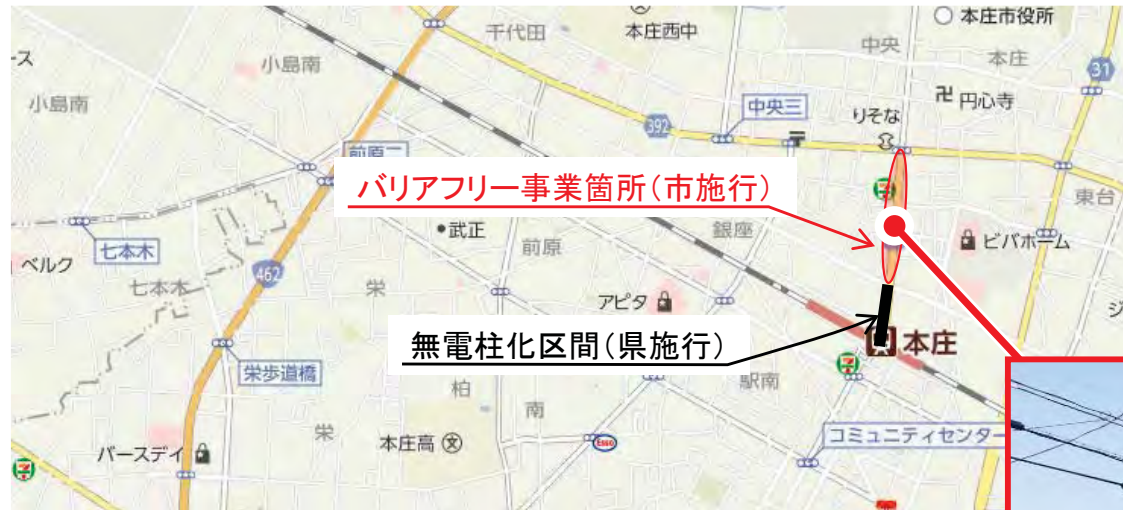 本庄市役所
千代田
本庄西中
中央
本庄
ース
小島南
小島南
31
円心寺
中央三
392
りそな
前原二
東台
バリアフリー事業箇所(市施行)
武正
前原
銀座
ビバホーム
七本木
ベルク
462
七本木
栄
アピタ
無電柱化区間(県施行)
本庄
栄歩道橋
駅南
柏
南
栄
本庄高
文
Esso
コミュニティセンター
バースデイ
ジ